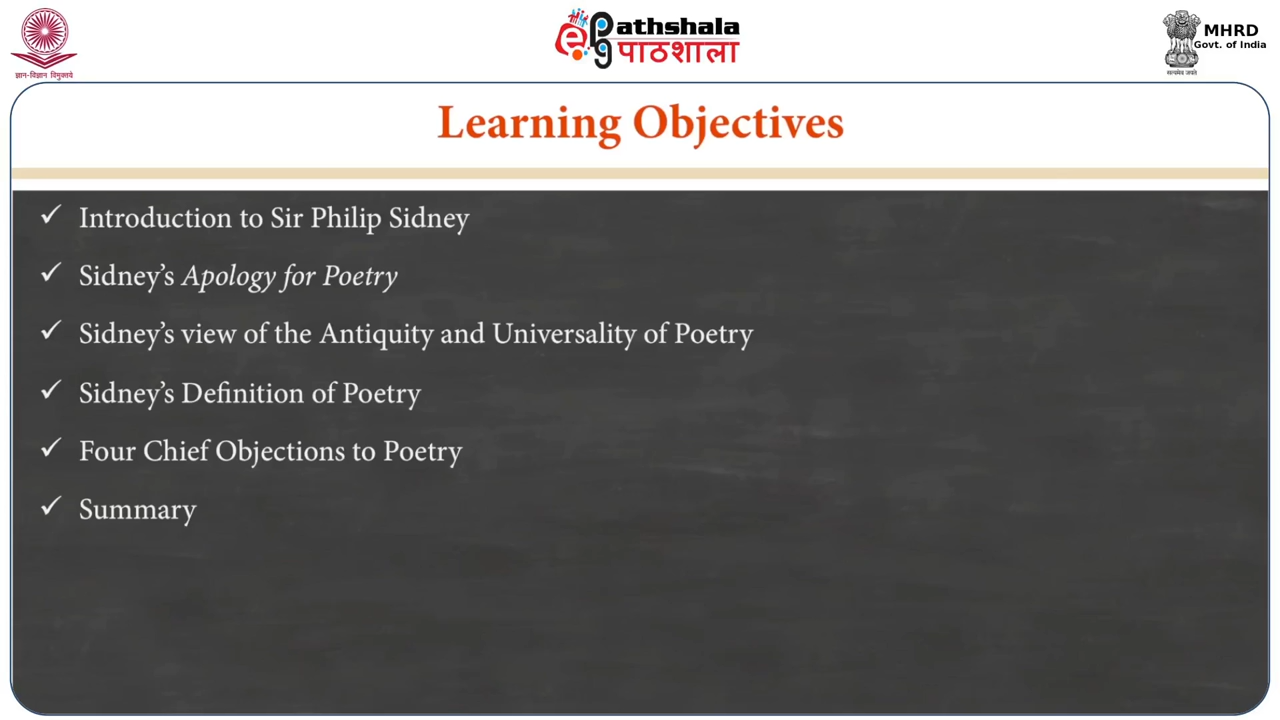 ज्ञान-विज्ञान विमुक्तये
ePG Pathshala
पाठशाला
MHRD
Govt. of India
सत्यमेव जयते
Learning Objectives
✓ Introduction to Sir Philip Sidney
✓ Sidney’s Apology for Poetry
✓ Sidney’s view of the Antiquity and Universality of Poetry
✓ Sidney’s Definition of Poetry
✓ Four Chief Objections to Poetry
✓ Summary